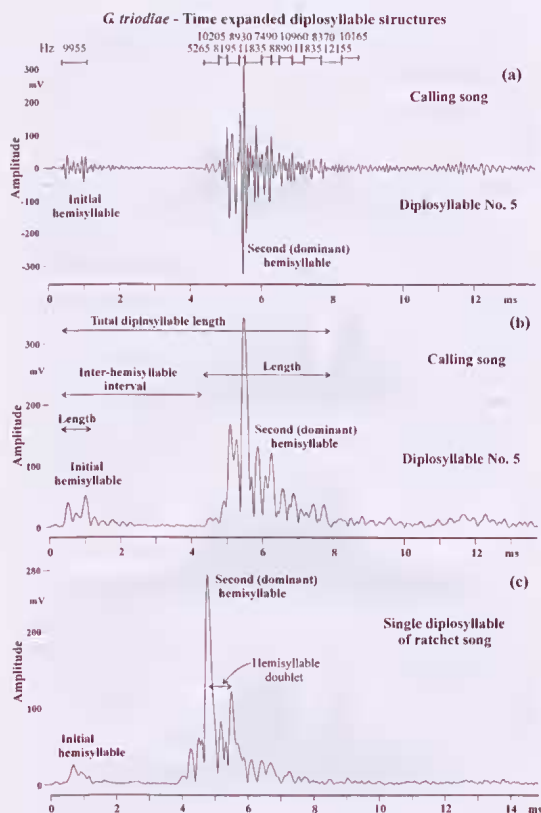 G. triodiae - Time expanded diplosyllable structures
10205 8930 7490 10960 8370 10165
Hz 9955 5265 8195 11835 8890 11835 12155
(a)
300
mV
200
100
0
-100
-200
-300
Amplitude
Calling song
Initial
hemisyllable
Diplosyllable No. 5
Second (dominant)
hemisyllable
0 2 4 6 8 10 12 ms
Total diplosyllable length
(b)
mV
300
200
100
0
Amplitude
Calling song
Inter-hemisyllable
interval
Length
Length
Second (dominant)
hemisyllable
Initial
hemisyllable
Diplosyllable No. 5
0 2 4 6 8 10 12 ms
280
mV
200
100
0
Amplitude
(c)
Second (dominant)
hemisyllable
Single diplosyllable
of ratchet song
Hemisyllable
doublet
Initial
hemisyllable
0 2 4 6 8 10 12 14 ms